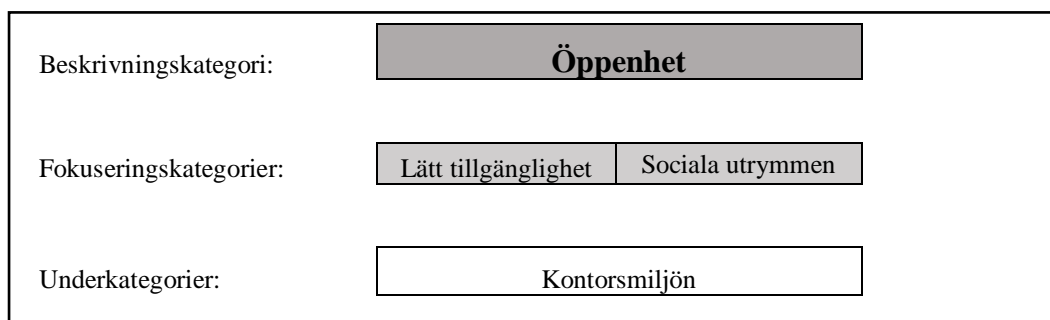 Beskrivningskategori: Öppenhet
Fokuseringskategorier: Lätt tillgänglighet Sociala utrymmen
Underkategorier: Kontorsmiljön